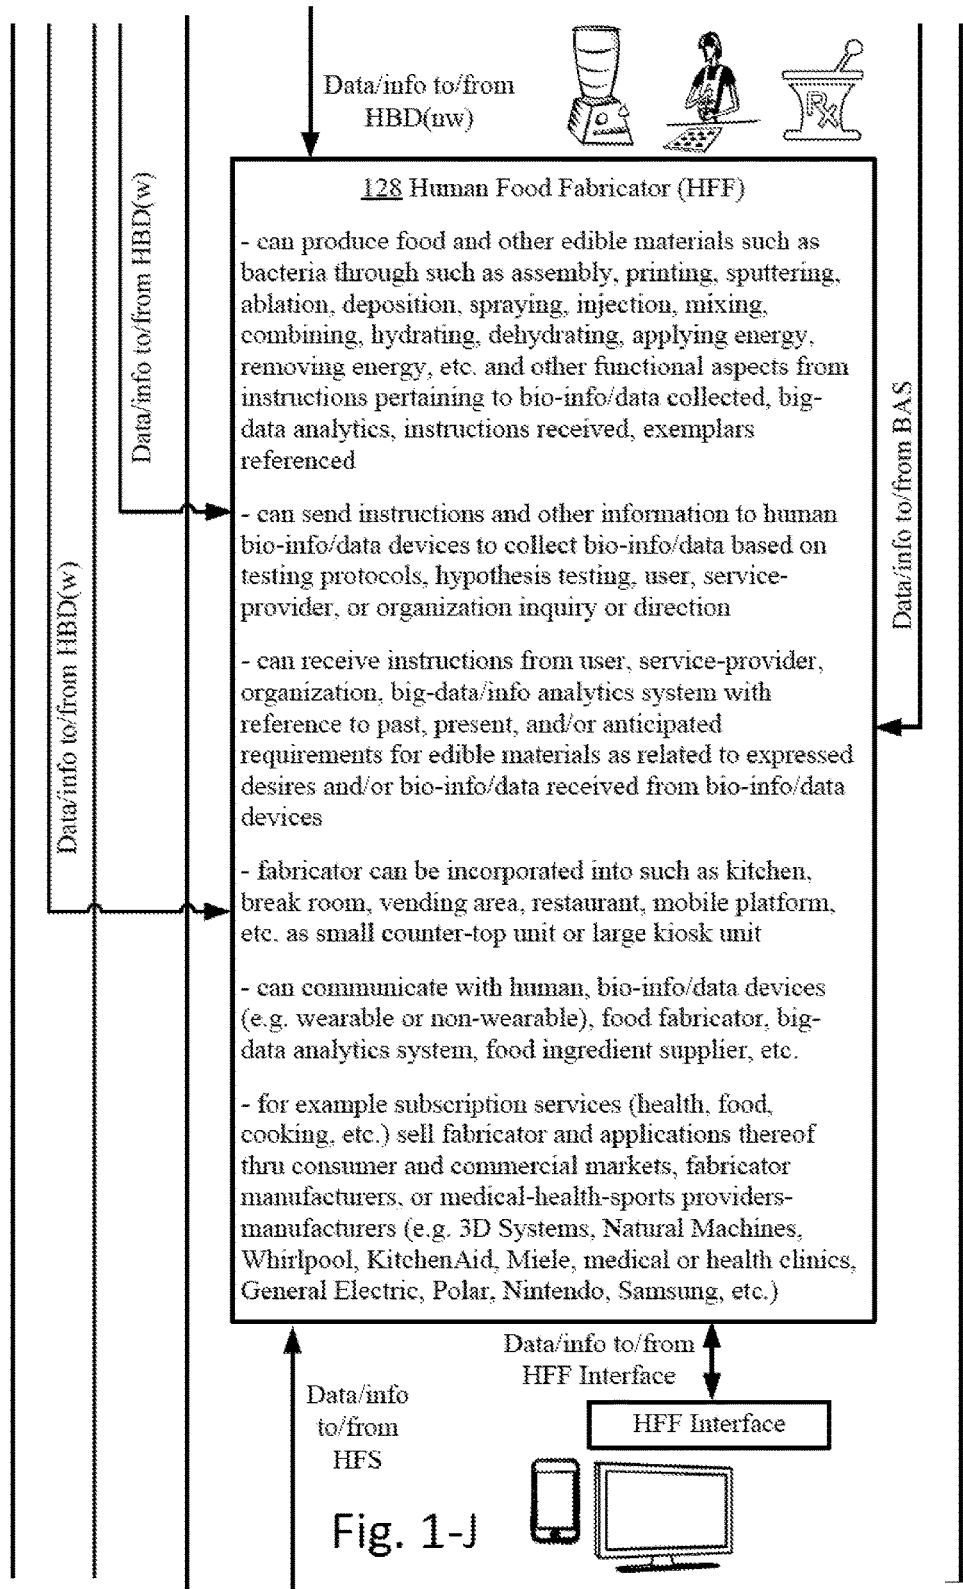 Data/info to/from
HBD(nw)
Rx
Data/info to/from HBD(w)
Data/info to/from HBD(w)
Data/info to/from BAS
128 Human Food Fabricator (HFF)
- can produce food and other edible materials such as
bacteria through such as assembly, printing, sputtering,
ablation, deposition, spraying, injection, mixing,
combining, hydrating, dehydrating, applying energy,
removing energy, etc. and other functional aspects from
instructions pertaining to bio-info/data collected, big-
data analytics, instructions received, exemplars
referenced
- can send instructions and other information to human
bio-info/data devices to collect bio-info/data based on
testing protocols, hypothesis testing, user, service-
provider, or organization inquiry or direction
- can receive instructions from user, service-provider,
organization, big-data/info analytics system with
reference to past, present, and/or anticipated
requirements for edible materials as related to expressed
desires and/or bio-info/data received from bio-info/data
devices
- fabricator can be incorporated into such as kitchen,
break room, vending area, restaurant, mobile platform,
etc. as small counter-top unit or large kiosk unit
- can communicate with human, bio-info/data devices
(e.g. wearable or non-wearable), food fabricator, big-
data analytics system, food ingredient supplier, etc.
- for example subscription services (health, food,
cooking, etc.) sell fabricator and applications thereof
thru consumer and commercial markets, fabricator
manufacturers, or medical-health-sports providers-
manufacturers (e.g. 3D Systems, Natural Machines,
Whirlpool, KitchenAid, Miele, medical or health clinics,
General Electric, Polar, Nintendo, Samsung, etc.)
Data/info to/from
HFF Interface
Data/info
to/from
HFS
HFF Interface
Fig. 1-J